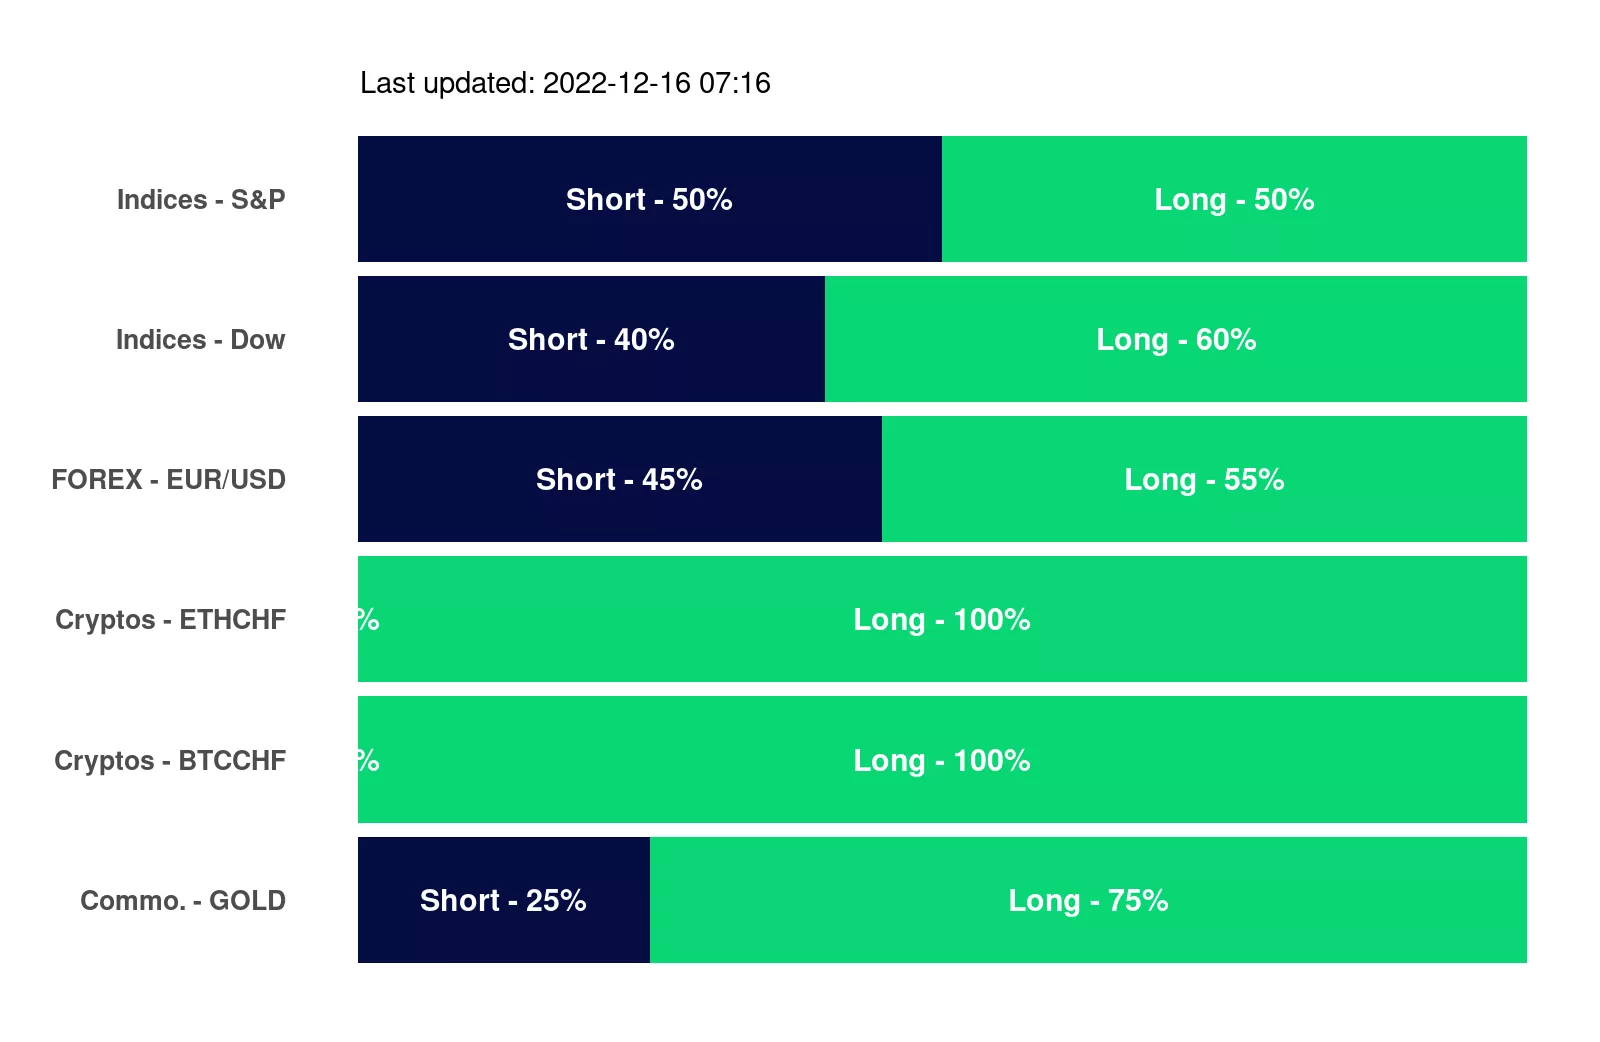 Last updated: 2022-12-16 07:16
Indices - S&P Short - 50% Long - 50%
Indices - Dow Short - 40% Long - 60%
FOREX - EUR/USD Short - 45% Long - 55%
Cryptos - ETHCHF % Long - 100%
Cryptos - BTCCHF % Long - 100%
Commo. - GOLD Short - 25% Long - 75%